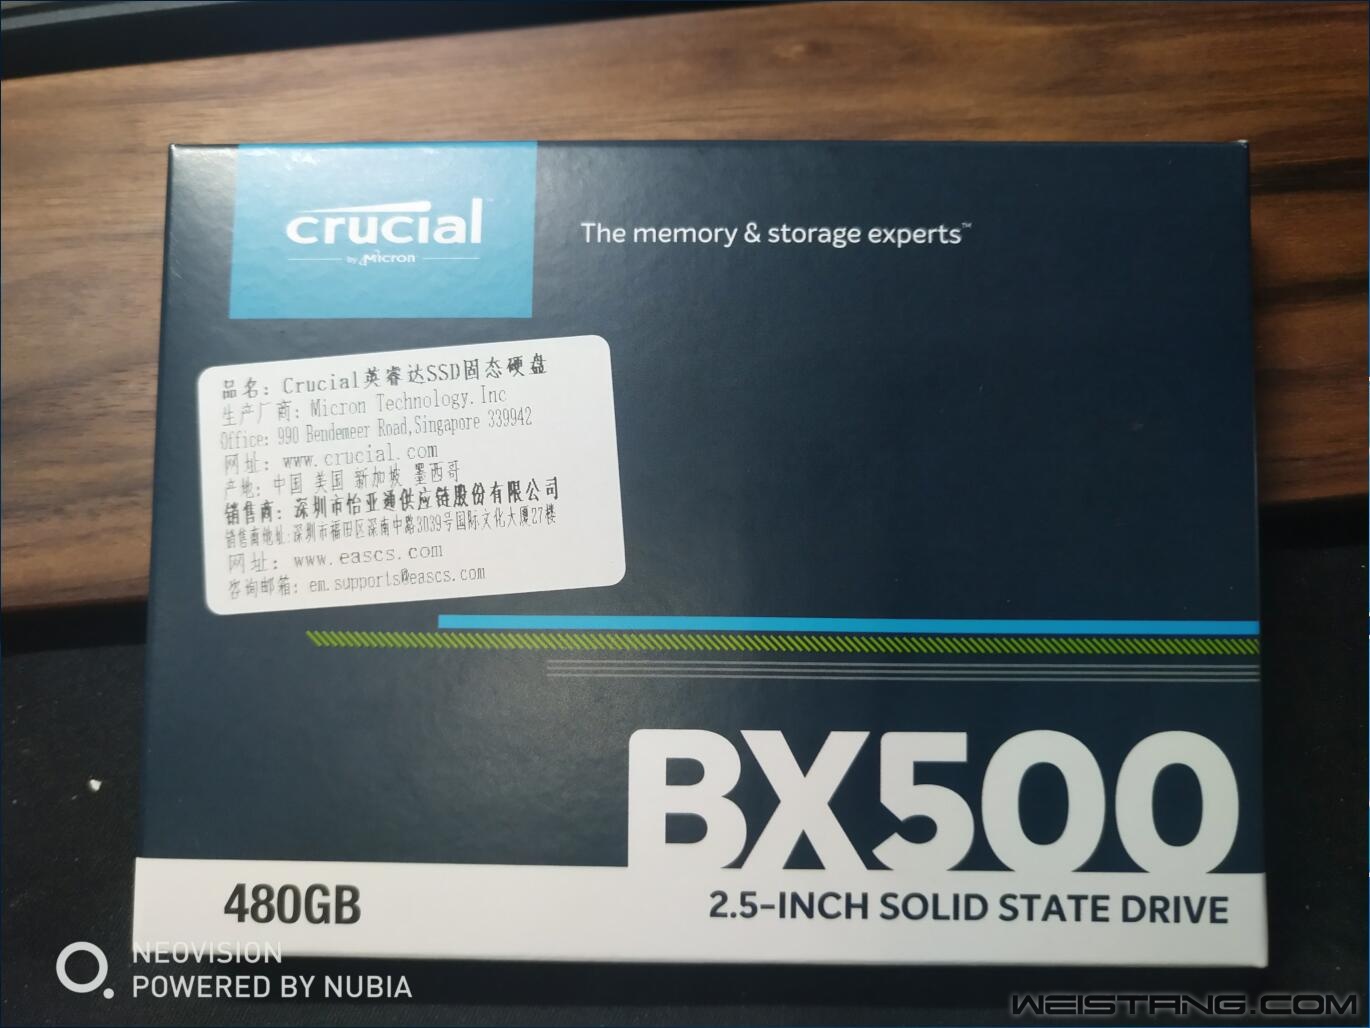 crucial
by Micron
The memory & storage experts™
品名：Crucial英睿达SSD固态硬盘
生产厂商：Micron Technology.Inc
Office: 990 Bendemeer Road,Singapore 339942
网址：www.crucial.com
产地：中国 美国 新加坡 墨西哥
销售商：深圳市怡亚通供应链股份有限公司
销售商地址:深圳市福田区深南中路3039号国际文化大厦27楼
网址：www.eascs.com
咨询邮箱：em.supports@eascs.com
BX500
480GB
2.5-INCH SOLID STATE DRIVE
NEOVISION
POWERED BY NUBIA
WEISTANG.COM